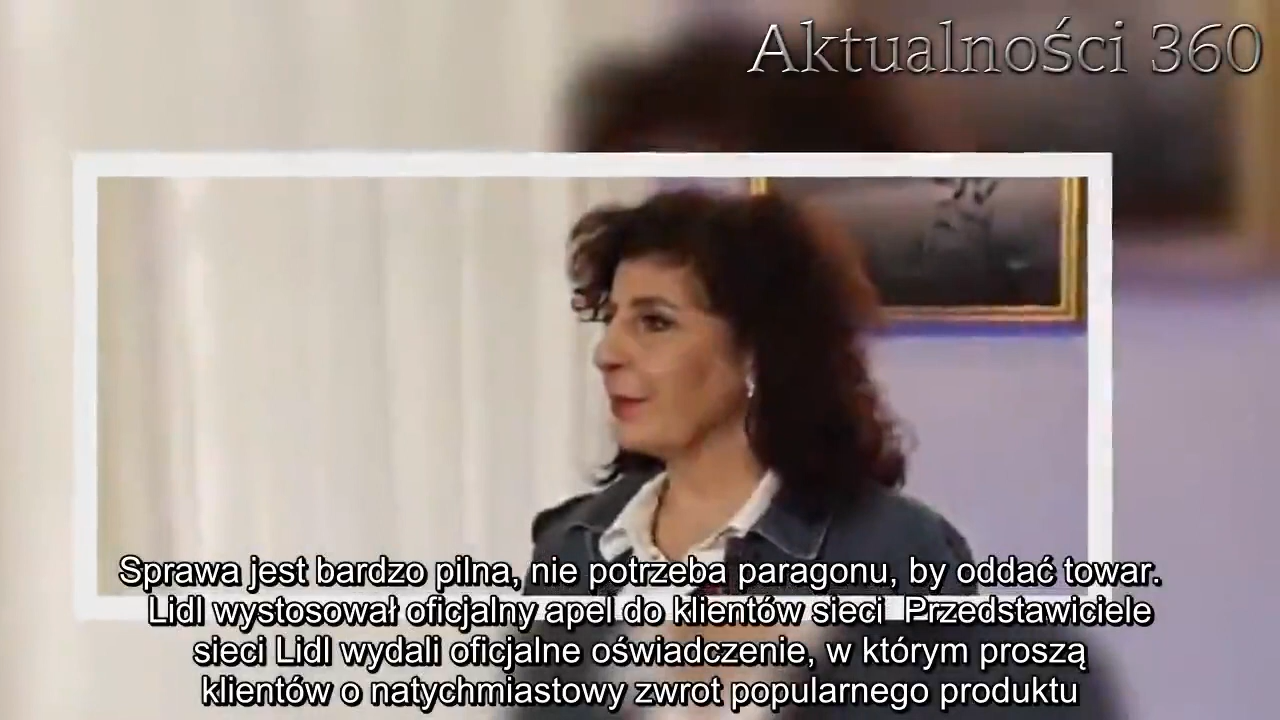 Aktualności 360
Sprawa jest bardzo pilna, nie potrzeba paragonu, by oddać towar.
Lidl wystosował oficjalny apel do klientów sieci  Przedstawiciele
sieci Lidl wydali oficjalne oświadczenie, w którym proszą
klientów o natychmiastowy zwrot popularnego produktu